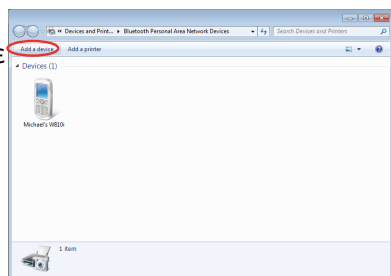 Devices and Print... ▸ Bluetooth Personal Area Network Devices
Search Devices and Printers
Add a device Add a printer
Devices (1)
Michael's W810i
1 item